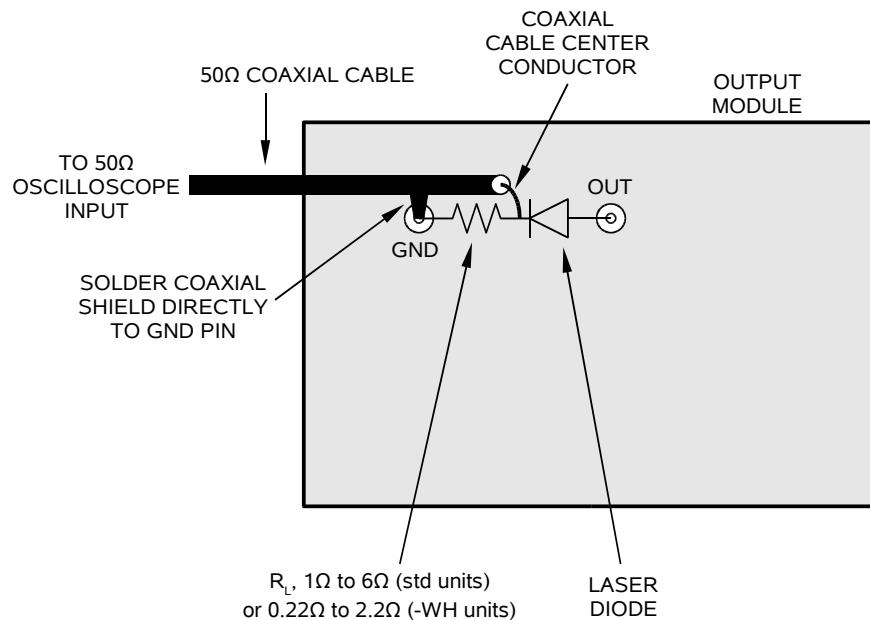 COAXIAL
CABLE CENTER
CONDUCTOR
50Ω COAXIAL CABLE
OUTPUT
MODULE
TO 50Ω
OSCILLOSCOPE
INPUT
OUT
GND
SOLDER COAXIAL
SHIELD DIRECTLY
TO GND PIN
R_L, 1Ω to 6Ω (std units)
or 0.22Ω to 2.2Ω (-WH units)
LASER
DIODE